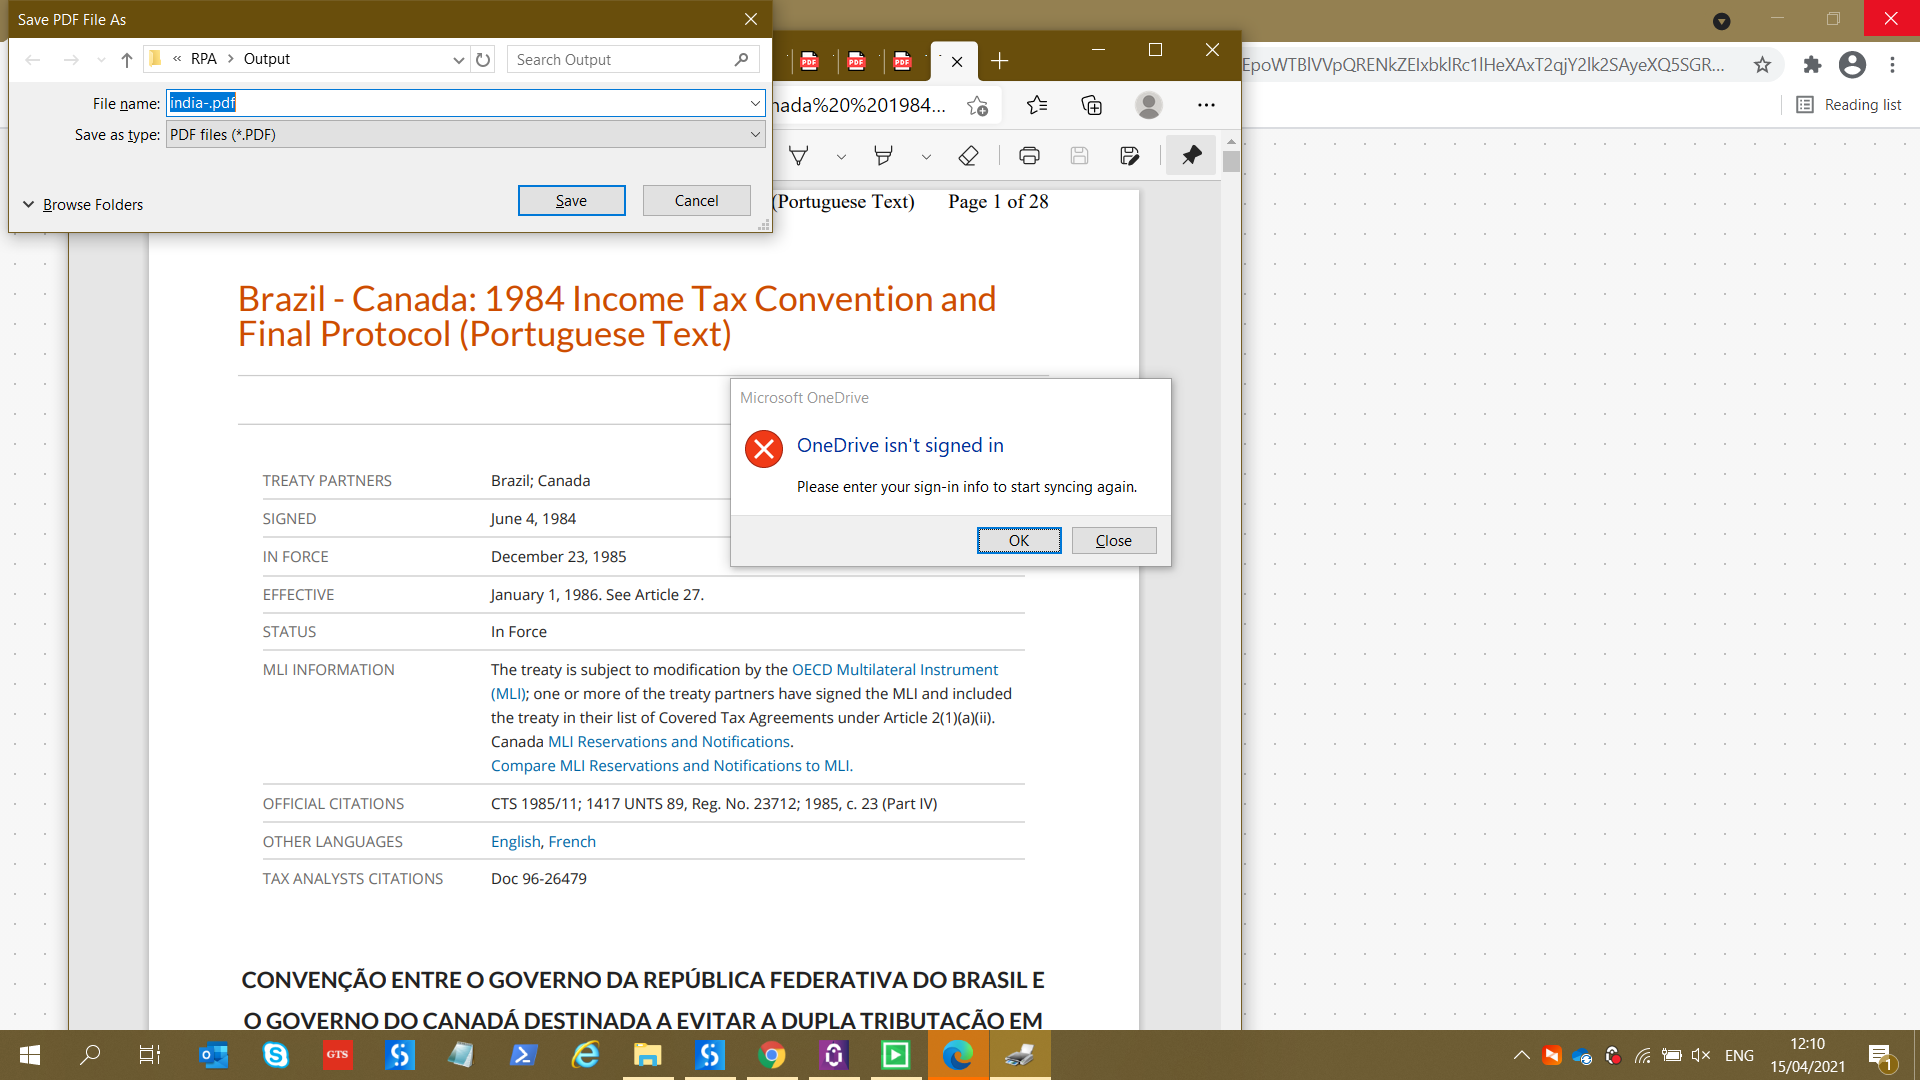 Save PDF File As
« RPA > Output
Search Output
File name: india-.pdf
Save as type: PDF files (*.PDF)
Browse Folders
Save
Cancel
nada%20%201984...
EpoWTBlVVpQRENkZEIxbklRc1lHeXAxT2qjY2lk2SAyeXQ5SGR...
Reading list
(Portuguese Text) Page 1 of 28
Brazil - Canada: 1984 Income Tax Convention and
Final Protocol (Portuguese Text)
Microsoft OneDrive
OneDrive isn't signed in
Please enter your sign-in info to start syncing again.
OK
Close
TREATY PARTNERS Brazil; Canada
SIGNED June 4, 1984
IN FORCE December 23, 1985
EFFECTIVE January 1, 1986. See Article 27.
STATUS In Force
MLI INFORMATION The treaty is subject to modification by the OECD Multilateral Instrument
(MLI); one or more of the treaty partners have signed the MLI and included
the treaty in their list of Covered Tax Agreements under Article 2(1)(a)(ii).
Canada MLI Reservations and Notifications.
Compare MLI Reservations and Notifications to MLI.
OFFICIAL CITATIONS CTS 1985/11; 1417 UNTS 89, Reg. No. 23712; 1985, c. 23 (Part IV)
OTHER LANGUAGES English, French
TAX ANALYSTS CITATIONS Doc 96-26479
CONVENÇÃO ENTRE O GOVERNO DA REPÚBLICA FEDERATIVA DO BRASIL E
O GOVERNO DO CANADÁ DESTINADA A EVITAR A DUPLA TRIBUTAÇÃO EM
GTS
ENG
12:10
15/04/2021
1